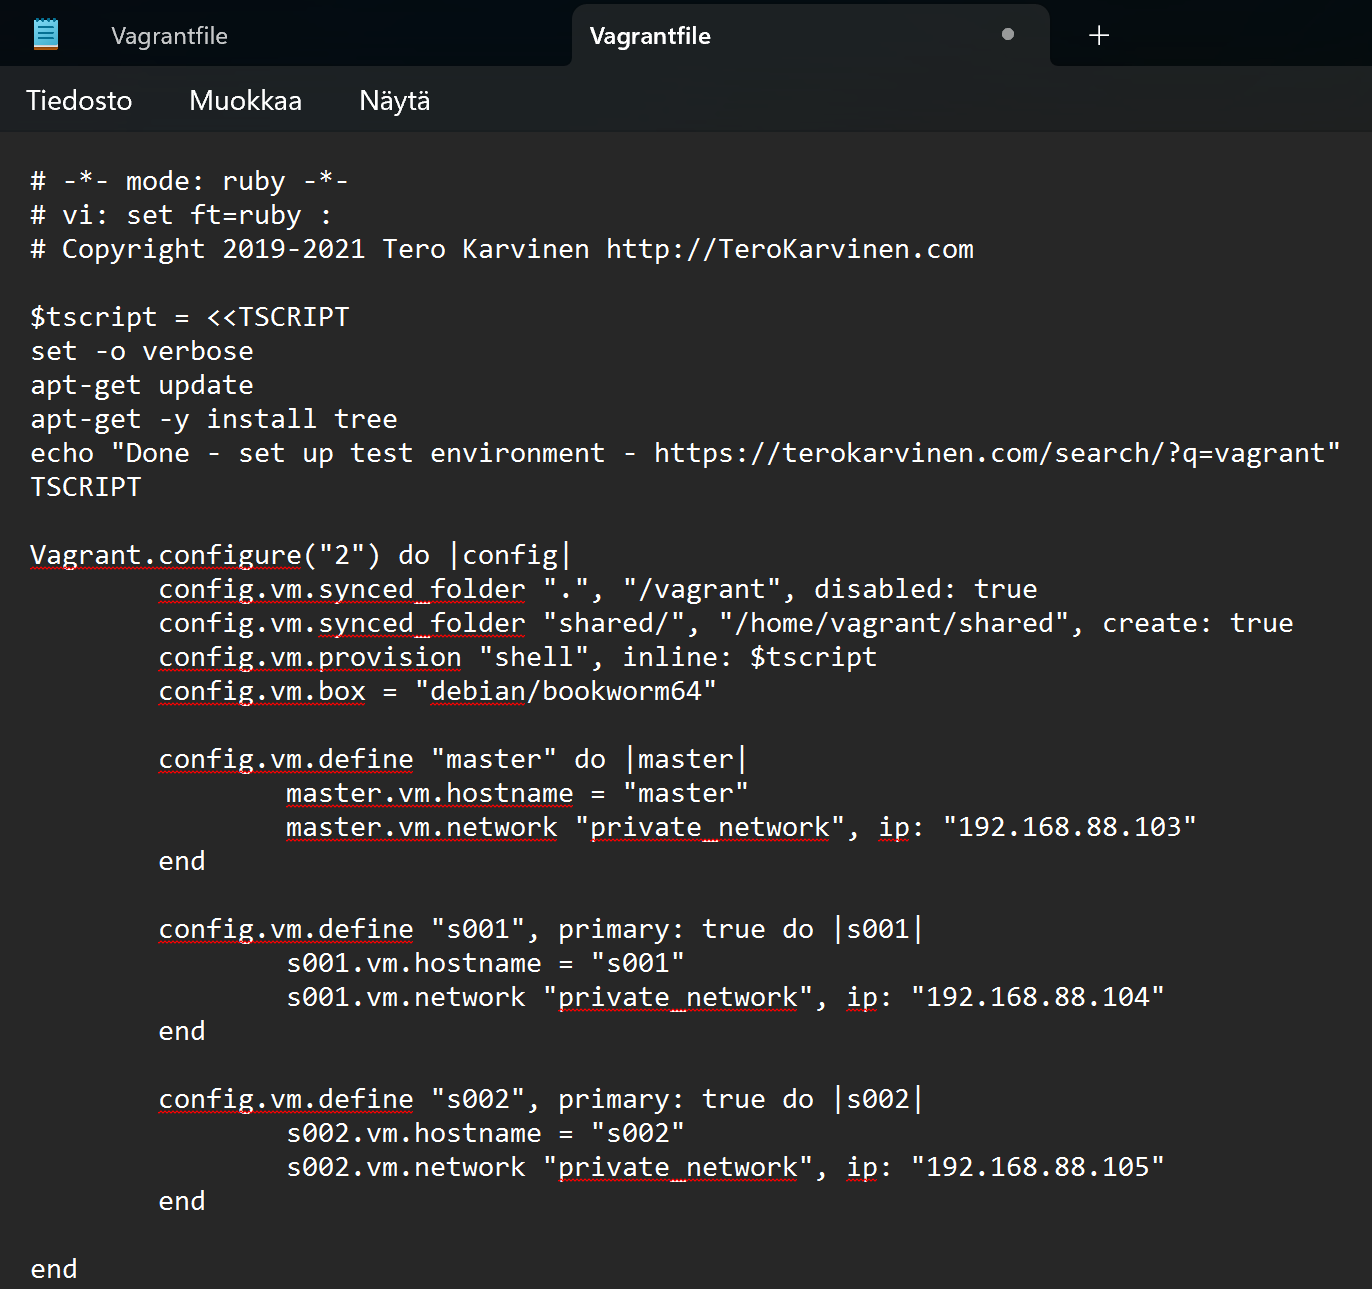 Vagrantfile
Vagrantfile
Tiedosto Muokkaa Näytä
# -*- mode: ruby -*-
# vi: set ft=ruby :
# Copyright 2019-2021 Tero Karvinen http://TeroKarvinen.com
$tscript = <<TSCRIPT
set -o verbose
apt-get update
apt-get -y install tree
echo "Done - set up test environment - https://terokarvinen.com/search/?q=vagrant"
TSCRIPT
Vagrant.configure("2") do |config|
config.vm.synced_folder ".", "/vagrant", disabled: true
config.vm.synced_folder "shared/", "/home/vagrant/shared", create: true
config.vm.provision "shell", inline: $tscript
config.vm.box = "debian/bookworm64"
config.vm.define "master" do |master|
master.vm.hostname = "master"
master.vm.network "private_network", ip: "192.168.88.103"
end
config.vm.define "s001", primary: true do |s001|
s001.vm.hostname = "s001"
s001.vm.network "private_network", ip: "192.168.88.104"
end
config.vm.define "s002", primary: true do |s002|
s002.vm.hostname = "s002"
s002.vm.network "private_network", ip: "192.168.88.105"
end
end